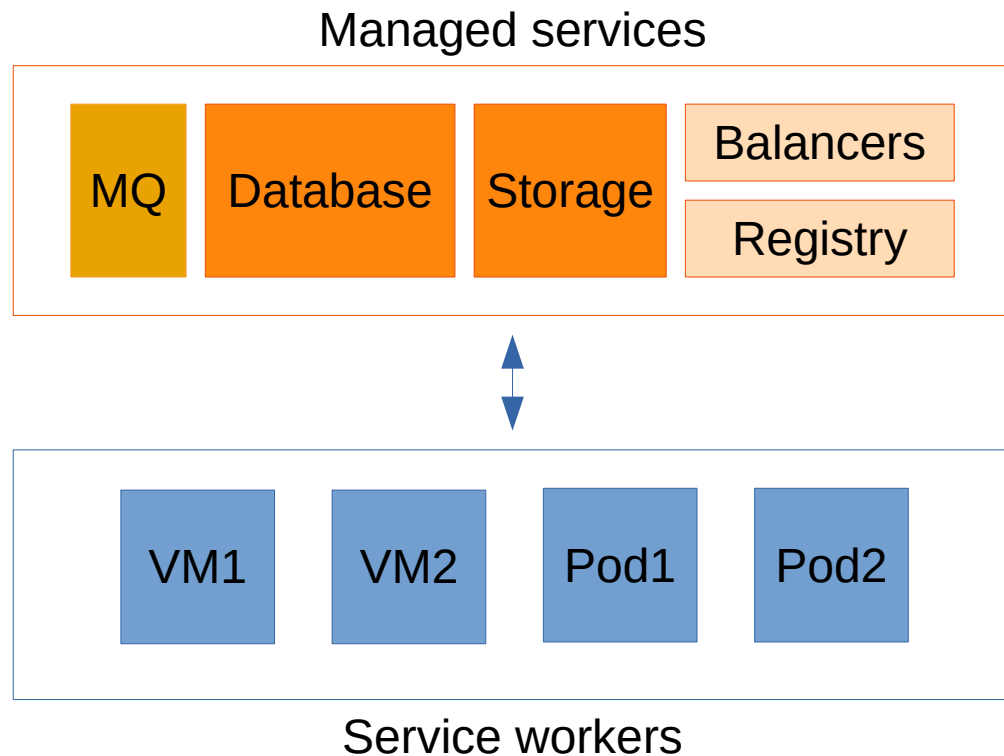 Managed services
MQ
Database
Storage
Balancers
Registry
VM1
VM2
Pod1
Pod2
Service workers